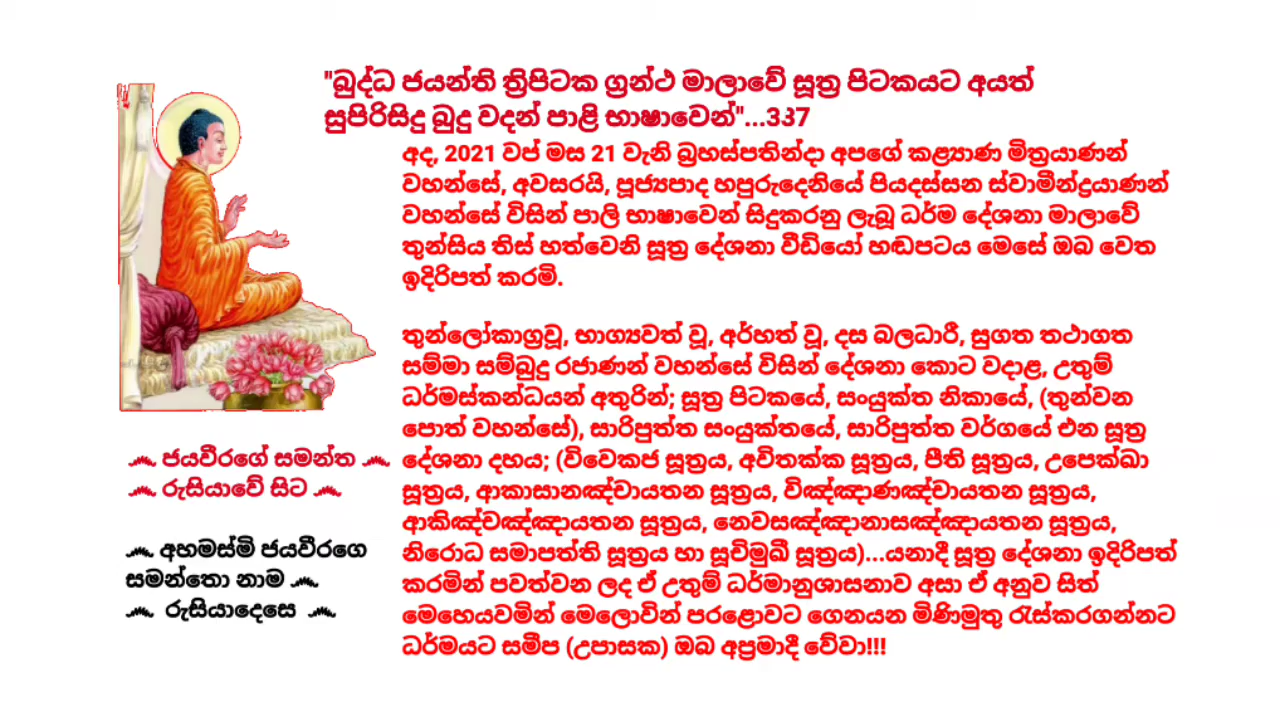 "බුද්ධ ජයන්ති ත්‍රිපිටක ග්‍රන්ථ මාලාවේ සූත්‍ර පිටකයට අයත්
සුපිරිසිදු බුදු වදන් පාළි භාෂාවෙන්"...337
අද, 2021 වප් මස 21 වැනි බ්‍රහස්පතින්දා අපගේ කළ්‍යාණ මිත්‍රයාණන්
වහන්සේ, අවසරයි, පූජ්‍යපාද හපුරුදෙනියේ පියදස්සන ස්වාමීන්ද්‍රයාණන්
වහන්සේ විසින් පාලි භාෂාවෙන් සිදුකරනු ලැබූ ධර්ම දේශනා මාලාවේ
තුන්සිය තිස් හත්වෙනි සූත්‍ර දේශනා වීඩියෝ හඬපටය මෙසේ ඔබ වෙත
ඉදිරිපත් කරමි.
තුන්ලෝකාග්‍රවූ, භාග්‍යවත් වූ, අර්හත් වූ, දස බලධාරී, සුගත තථාගත
සම්මා සම්බුදු රජාණන් වහන්සේ විසින් දේශනා කොට වදාළ, උතුම්
ධර්මස්කන්ධයන් අතුරින්; සූත්‍ර පිටකයේ, සංයුක්ත නිකායේ, (තුන්වන
පොත් වහන්සේ), සාරිපුත්ත සංයුක්තයේ, සාරිපුත්ත වර්ගයේ එන සූත්‍ර
දේශනා දහය; (විවෙකජ සූත්‍රය, අවිතක්ක සූත්‍රය, පීති සූත්‍රය, උපෙක්ඛා
සූත්‍රය, ආකාසානඤ්චායතන සූත්‍රය, විඤ්ඤාණඤ්චායතන සූත්‍රය,
ආකිඤ්චඤ්ඤායතන සූත්‍රය, නෙවසඤ්ඤානාසඤ්ඤායතන සූත්‍රය,
නිරොධ සමාපත්ති සූත්‍රය හා සූචිමුඛී සූත්‍රය)...යනාදී සූත්‍ර දේශනා ඉදිරිපත්
කරමින් පවත්වන ලද ඒ උතුම් ධර්මානුශාසනාව අසා ඒ අනුව සිත්
මෙහෙයවමින් මෙලොවින් පරළොවට ගෙනයන මිණිමුතු රැස්කරගන්නට
ධර්මයට සමීප (උපාසක) ඔබ අප්‍රමාදී වේවා!!!
ජයවීරගේ සමන්ත
රුසියාවේ සිට
අහමස්මි ජයවීරගෙ
සමන්තො නාම
රුසියාදෙසෙ